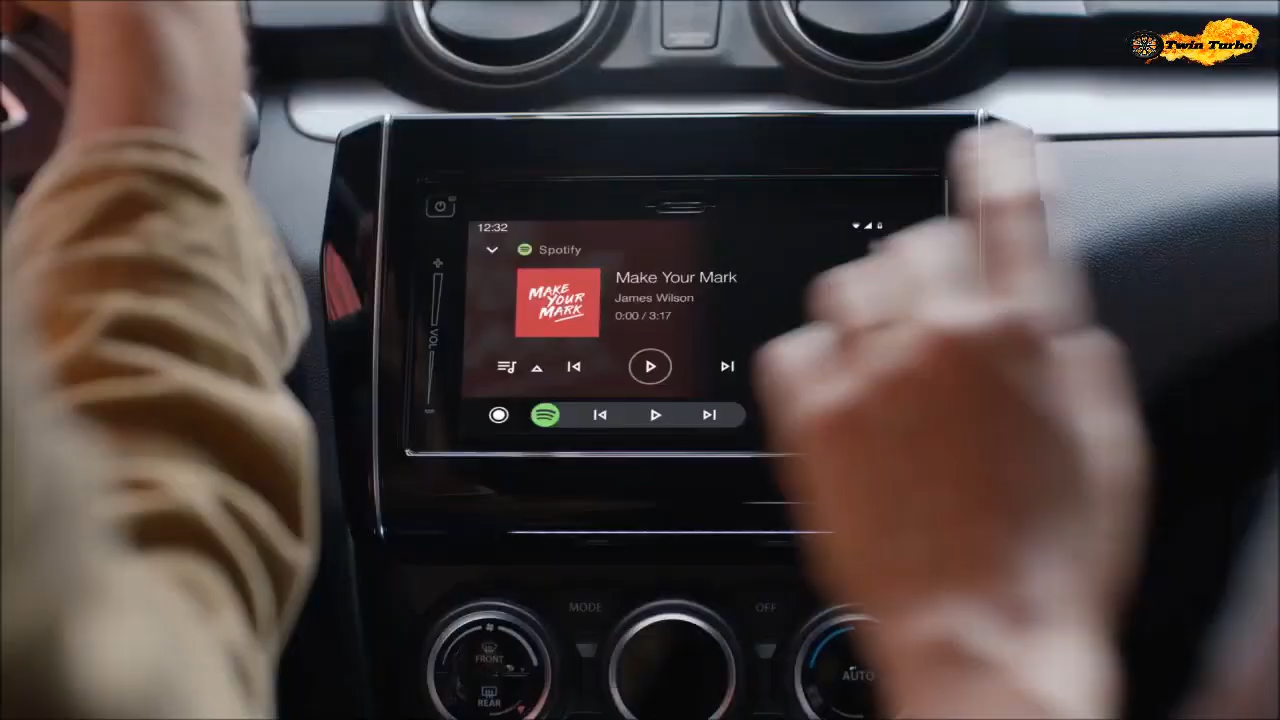 Twin Turbo
12:32
Spotify
Make Your Mark
James Wilson
0:00 / 3:17
MAKE
YOUR
MARK
VOL
MODE
OFF
FRONT
REAR
AUTO